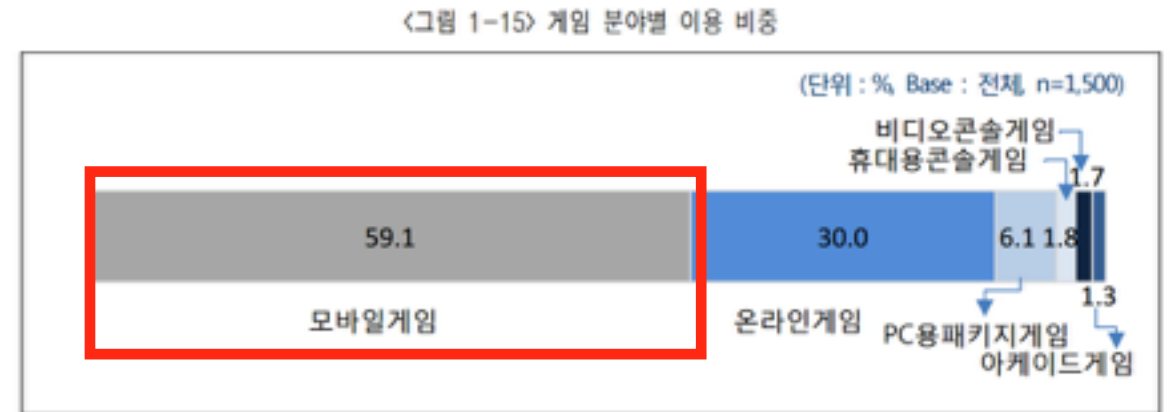 <그림 1-15> 게임 분야별 이용 비중
(단위 : %, Base : 전체, n=1,500)
비디오콘솔게임
휴대용콘솔게임
1.7
59.1 30.0 6.1 1.8
1.3
모바일게임 온라인게임 PC용패키지게임
아케이드게임